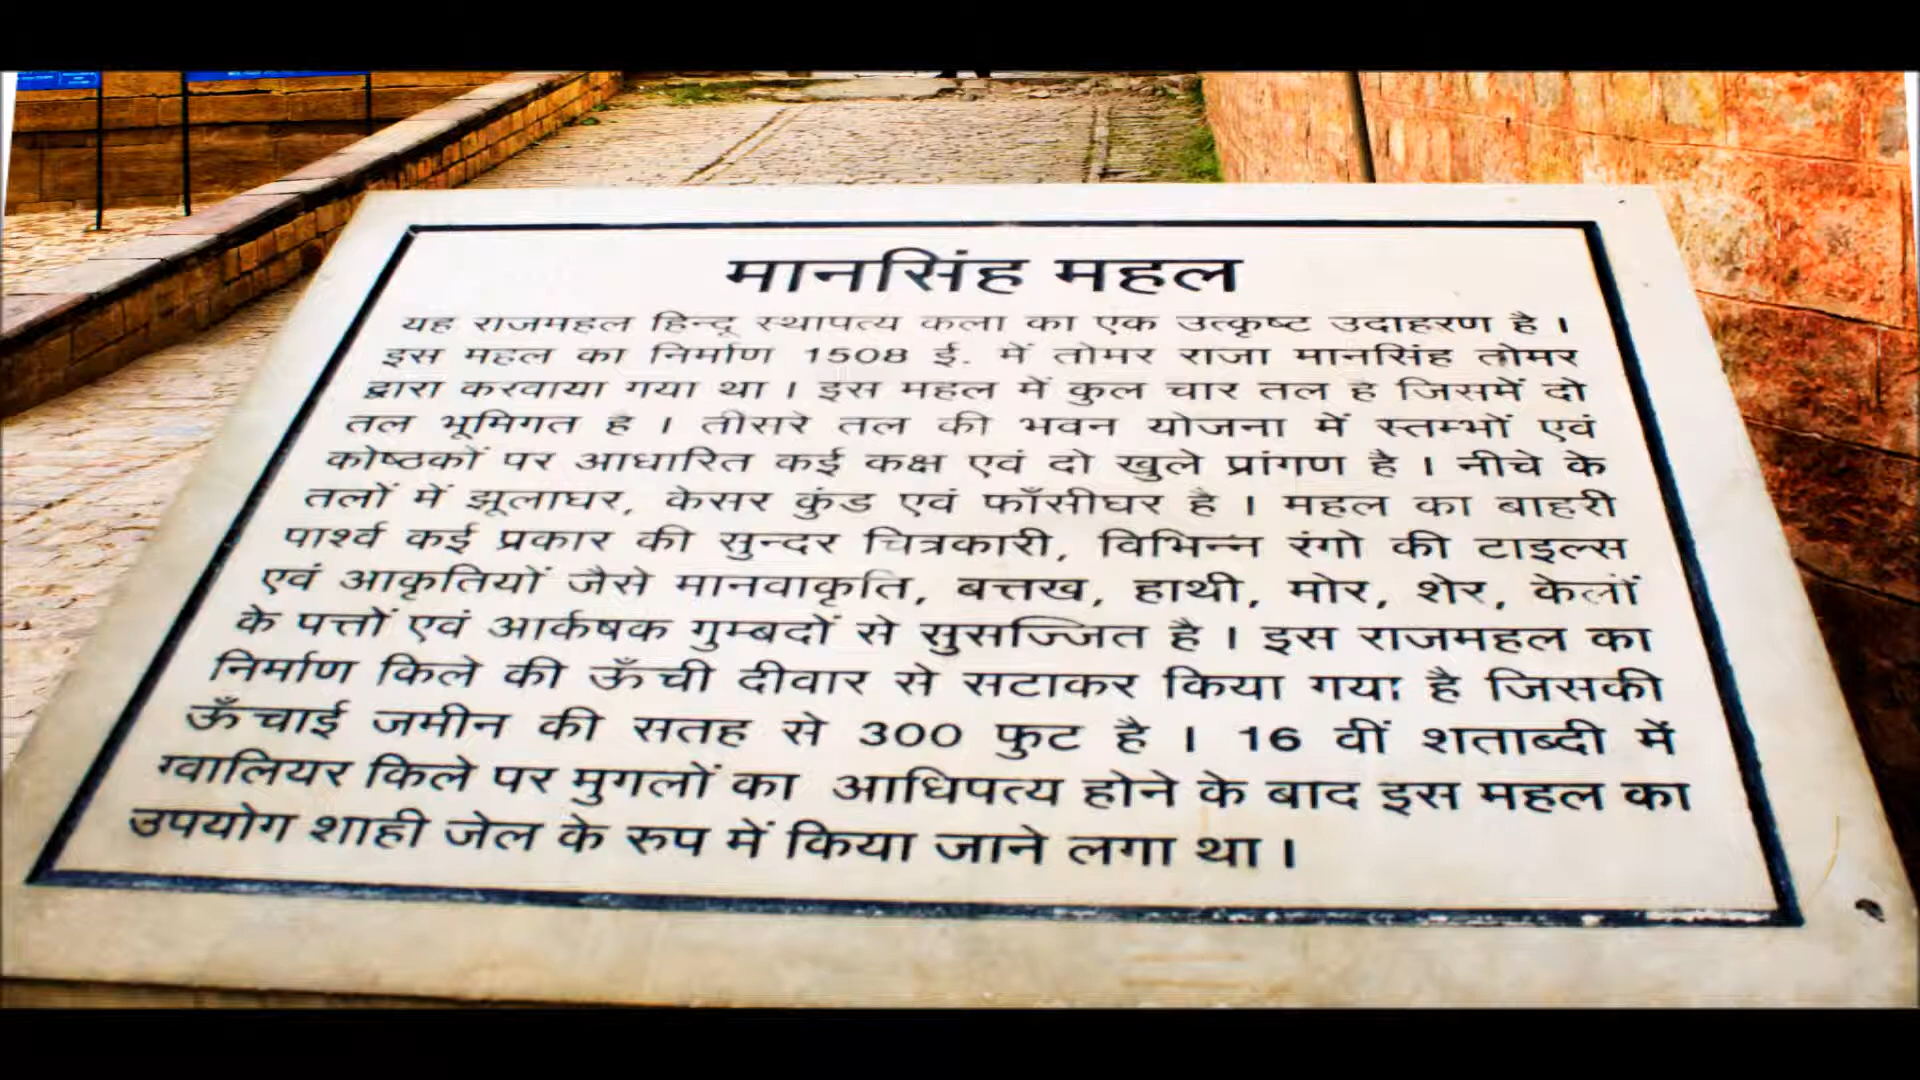 मानसिंह महल
यह राजमहल हिन्दू स्थापत्य कला का एक उत्कृष्ट उदाहरण है ।
इस महल का निर्माण 1508 ई. में तोमर राजा मानसिंह तोमर
द्वारा करवाया गया था । इस महल में कुल चार तल है जिसमें दो
तल भूमिगत है । तीसरे तल की भवन योजना में स्तम्भों एवं
कोष्ठकों पर आधारित कई कक्ष एवं दो खुले प्रांगण है । नीचे के
तलों में झूलाघर, केसर कुंड एवं फाँसीघर है । महल का बाहरी
पार्श्व कई प्रकार की सुन्दर चित्रकारी, विभिन्न रंगो की टाइल्स
एवं आकृतियों जैसे मानवाकृति, बत्तख, हाथी, मोर, शेर, केलों
के पत्तों एवं आर्कषक गुम्बदों से सुसज्जित है । इस राजमहल का
निर्माण किले की ऊँची दीवार से सटाकर किया गया है जिसकी
ऊँचाई जमीन की सतह से 300 फुट है । 16 वीं शताब्दी में
ग्वालियर किले पर मुगलों का आधिपत्य होने के बाद इस महल का
उपयोग शाही जेल के रुप में किया जाने लगा था ।